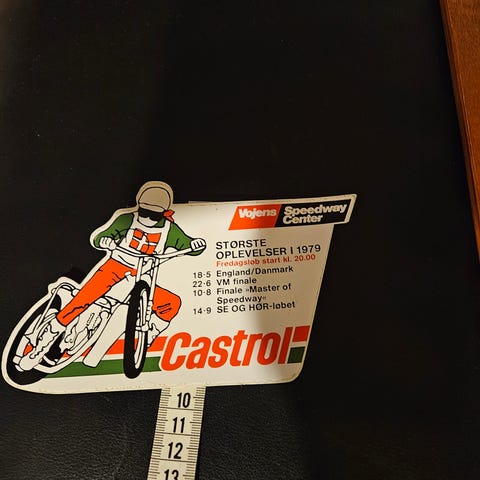 Vojens Speedway
Center
STØRSTE
OPLEVELSER I 1979
Fredagsløb start kl. 20.00
18·5 England/Danmark
22·6 VM finale
10·8 Finale »Master of
Speedway«
14·9 SE OG HØR-løbet
Castrol
10
11
12
13